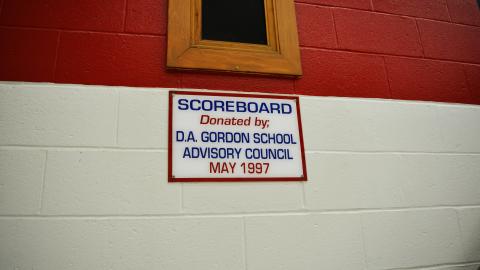 SCOREBOARD
Donated by;
D.A. GORDON SCHOOL
ADVISORY COUNCIL
MAY 1997